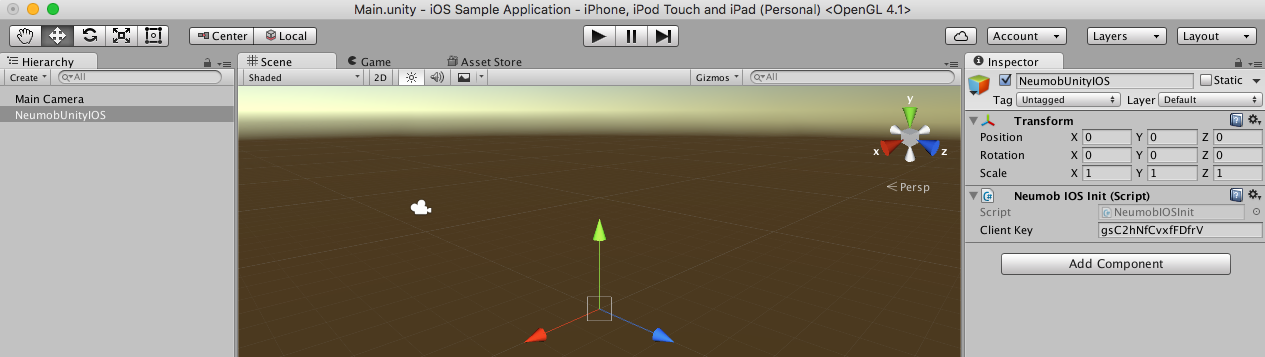 Main.unity - iOS Sample Application - iPhone, iPod Touch and iPad (Personal) <OpenGL 4.1>
Center Local Account Layers Layout
Hierarchy
Create All
Main Camera
NeumobUnityIOS
Scene Game Asset Store
Shaded 2D Gizmos All
y
x z
Persp
Inspector
NeumobUnityIOS Static
Tag Untagged Layer Default
Transform
Position X 0 Y 0 Z 0
Rotation X 0 Y 0 Z 0
Scale X 1 Y 1 Z 1
Neumob IOS Init (Script)
Script NeumobIOSInit
Client Key gsC2hNfCvxfFDfrV
Add Component